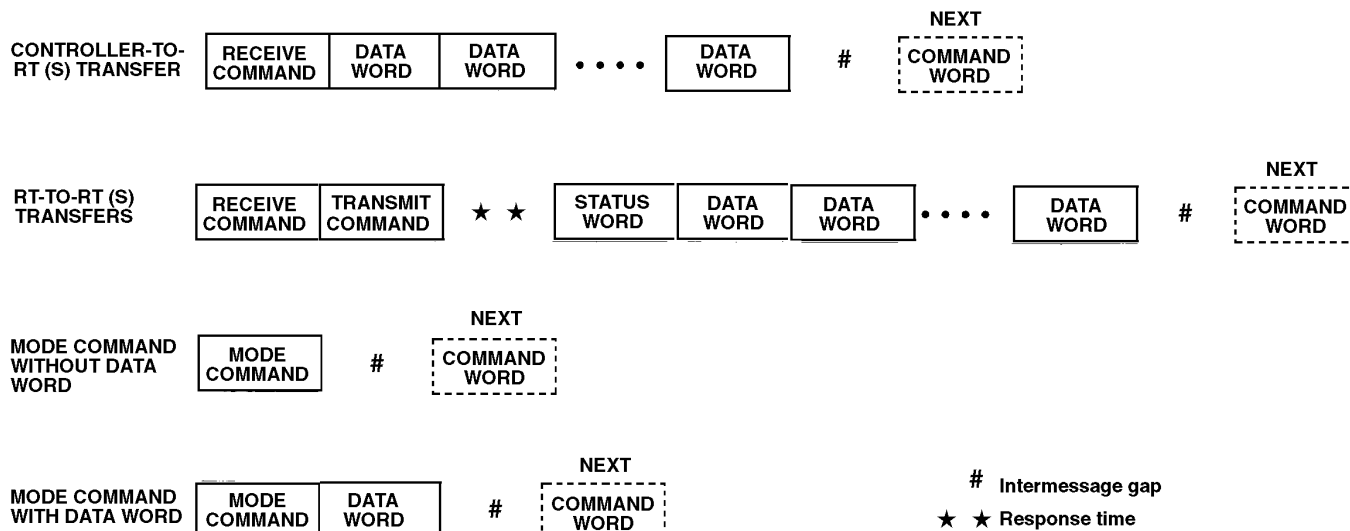 CONTROLLER-TO-
RT (S) TRANSFER
RECEIVE
COMMAND
DATA
WORD
DATA
WORD
• • • •
DATA
WORD
#
NEXT
COMMAND
WORD
RT-TO-RT (S)
TRANSFERS
RECEIVE
COMMAND
TRANSMIT
COMMAND
★ ★
STATUS
WORD
DATA
WORD
DATA
WORD
• • • •
DATA
WORD
#
NEXT
COMMAND
WORD
MODE COMMAND
WITHOUT DATA
WORD
MODE
COMMAND
#
NEXT
COMMAND
WORD
MODE COMMAND
WITH DATA WORD
MODE
COMMAND
DATA
WORD
#
NEXT
COMMAND
WORD
# Intermessage gap
★ ★ Response time